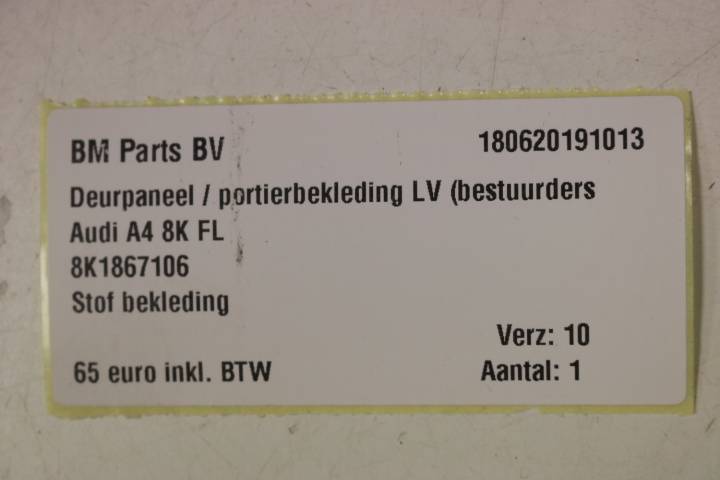 BM Parts BV 180620191013
Deurpaneel / portierbekleding LV (bestuurders
Audi A4 8K FL
8K1867106
Stof bekleding
Verz: 10
65 euro inkl. BTW Aantal: 1